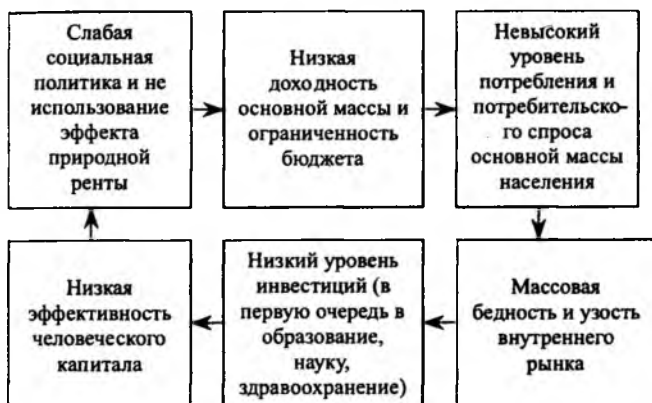 Слабая
социальная
политика и не
использование
эффекта
природной
ренты
Низкая
доходность
основной массы и
ограниченность
бюджета
Невысокий
уровень
потребления и
потребительско-
го спроса
основной массы
населения
Массовая
бедность и узость
внутреннего
рынка
Низкий уровень
инвестиций (в
первую очередь в
образование,
науку,
здравоохранение)
Низкая
эффективность
человеческого
капитала